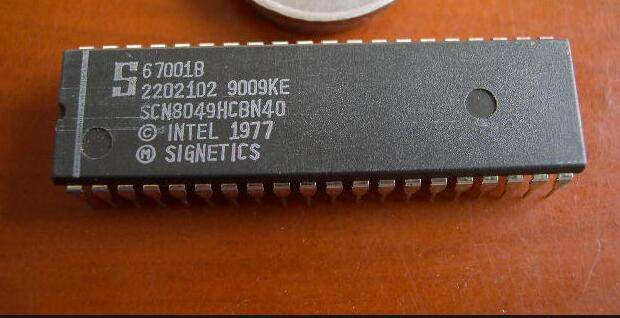 S 67001B
2202102 9009KE
SCN8049HCBN40
© INTEL 1977
Ⓜ SIGNETICS